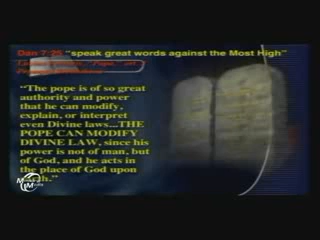 Dan 7:25 "speak great words against the Most High"
"Papa," art.
"The pope is of so great
authority and power
that he can modify,
explain, or interpret
even Divine laws...THE
POPE CAN MODIFY
DIVINE LAW, since his
power is not of man, but
of God, and he acts in
the place of God upon